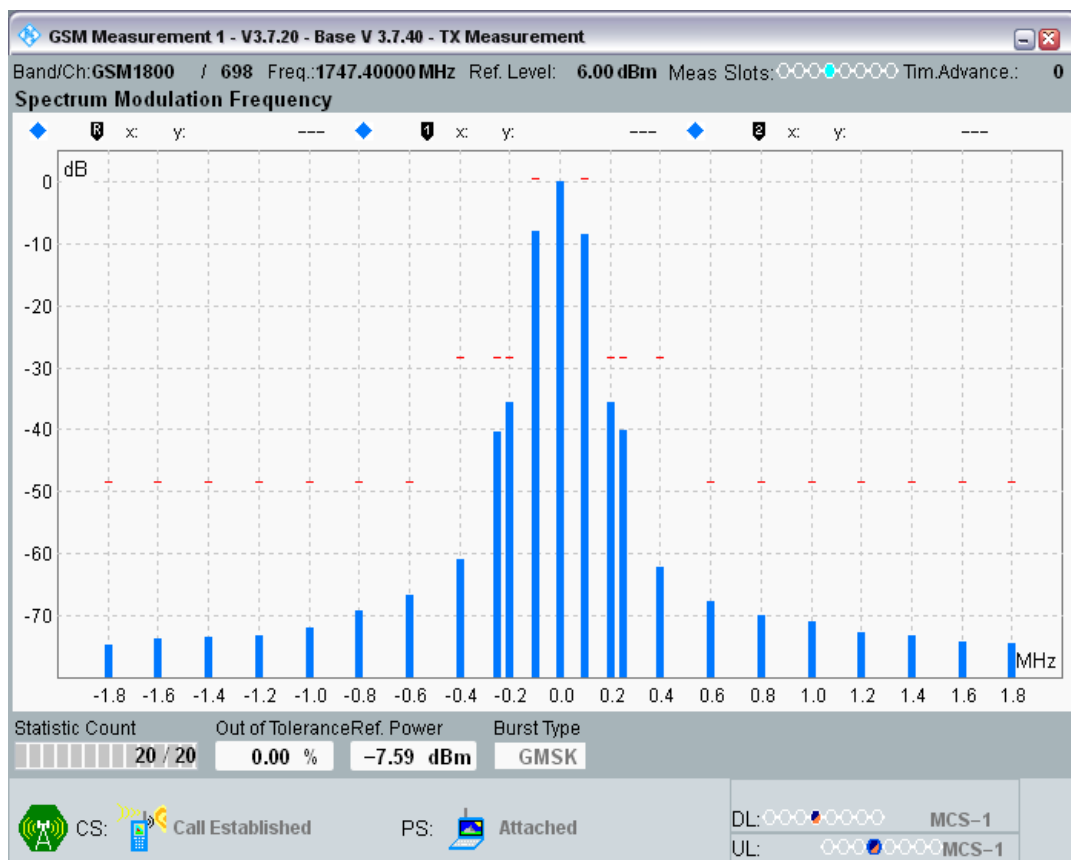 GSM Measurement 1 - V3.7.20 - Base V 3.7.40 - TX Measurement
Band/Ch:GSM1800 / 698 Freq.:1747.40000 MHz Ref. Level: 6.00 dBm Meas Slots: Tim.Advance.: 0
Spectrum Modulation Frequency
R x: y: --- 1 x: y: --- 2 x: y: ---
dB
0
-10
-20
-30
-40
-50
-60
-70
MHz
-1.8 -1.6 -1.4 -1.2 -1.0 -0.8 -0.6 -0.4 -0.2 0.0 0.2 0.4 0.6 0.8 1.0 1.2 1.4 1.6 1.8
Statistic Count Out of Tolerance Ref. Power Burst Type
20 / 20 0.00 % −7.59 dBm GMSK
CS: Call Established PS: Attached
DL: MCS−1
UL: MCS−1